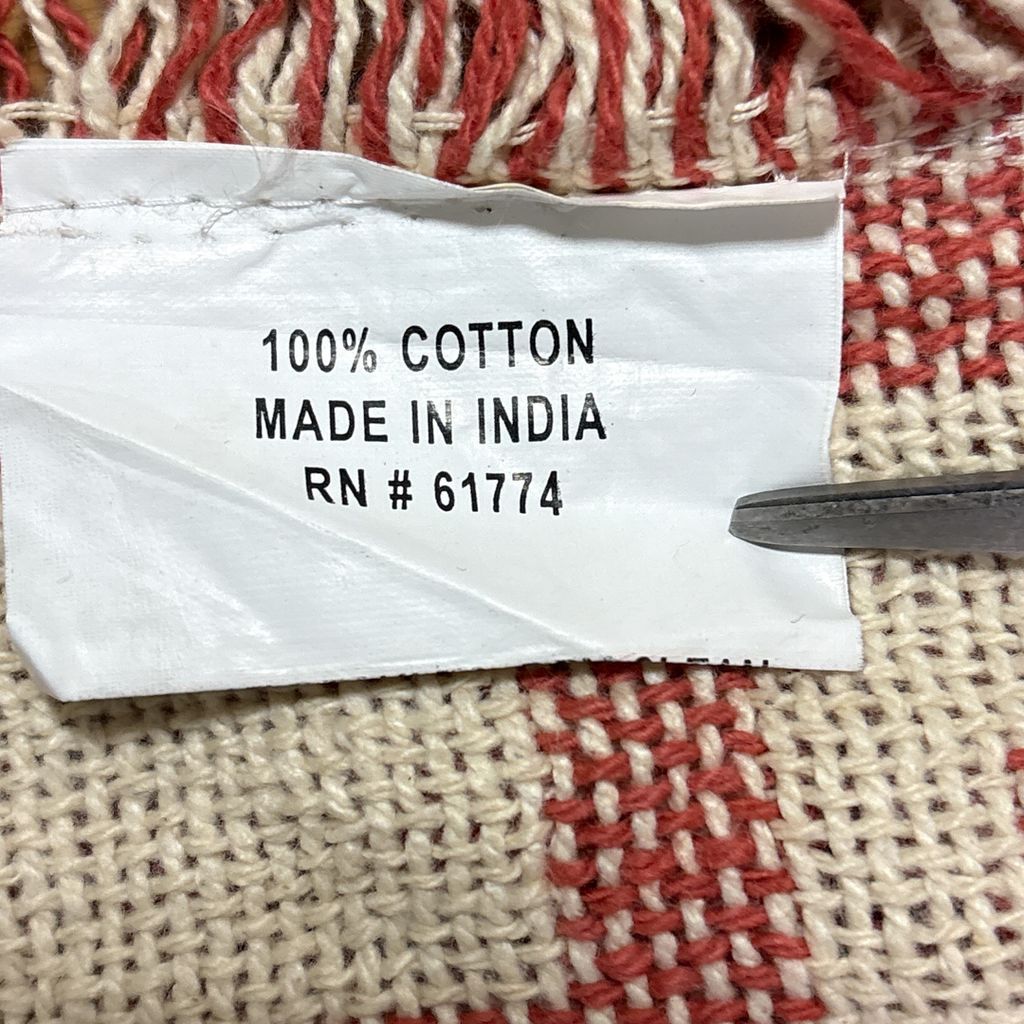 100% COTTON
MADE IN INDIA
RN # 61774